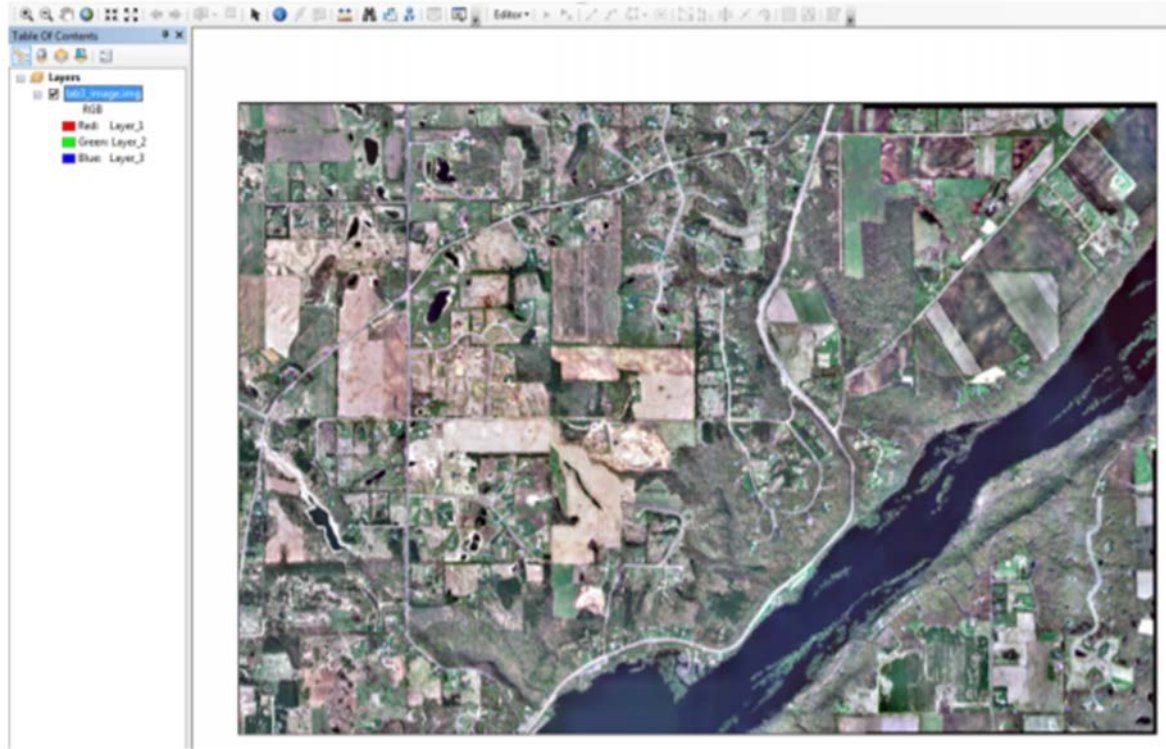 Editor
Table Of Contents
Layers
lab3_image.img
RGB
Red: Layer_1
Green: Layer_2
Blue: Layer_3